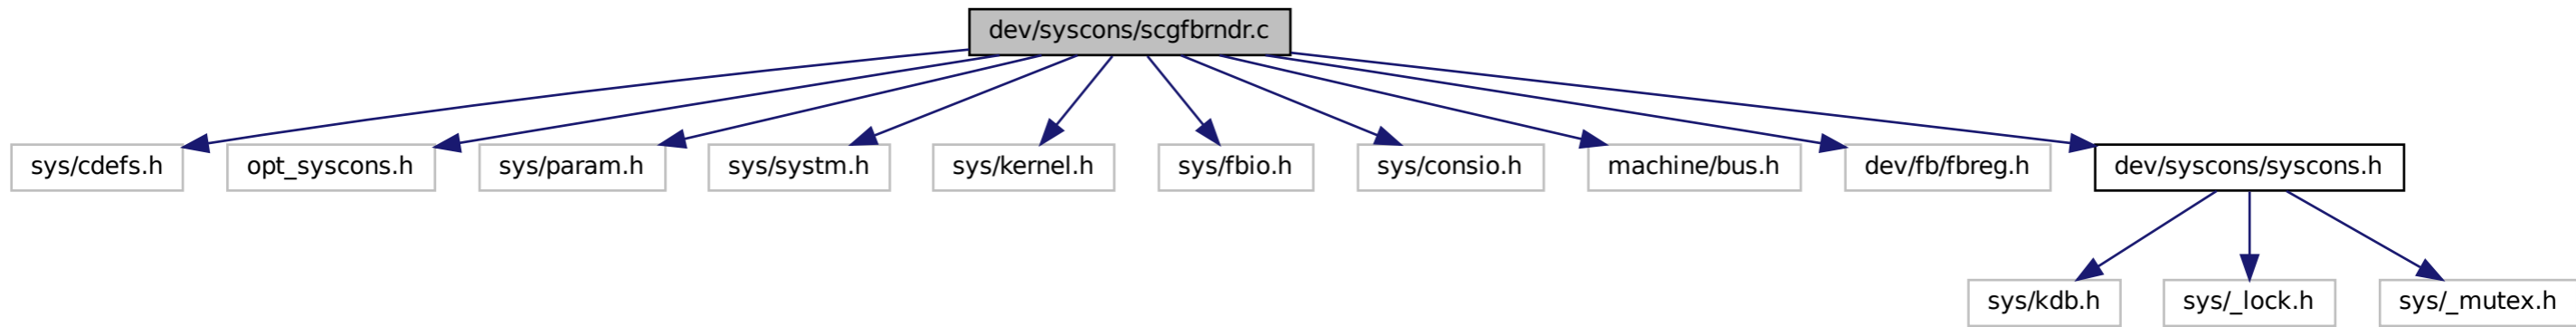 dev/syscons/scgfbrndr.c
sys/cdefs.h
opt_syscons.h
sys/param.h
sys/systm.h
sys/kernel.h
sys/fbio.h
sys/consio.h
machine/bus.h
dev/fb/fbreg.h
dev/syscons/syscons.h
sys/kdb.h
sys/_lock.h
sys/_mutex.h